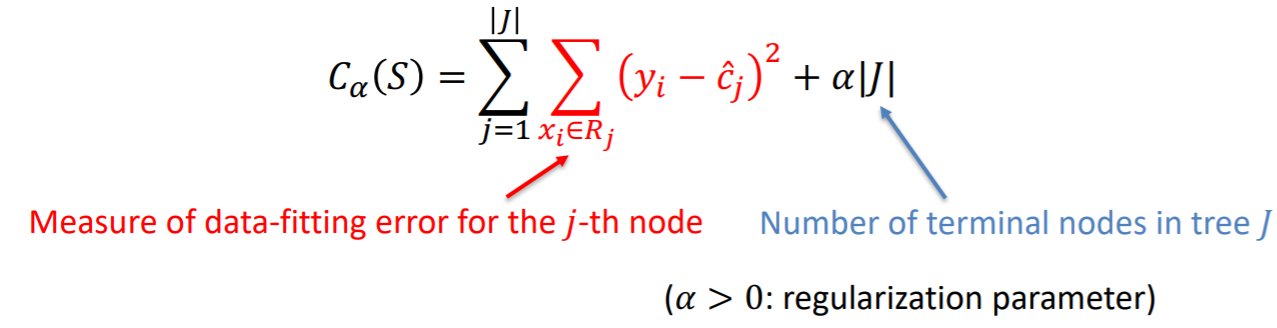 C_α(S) = ∑_{j=1}^{|J|} ∑_{x_i∈R_j} (y_i − ĉ_j)² + α|J|
Measure of data-fitting error for the j-th node
Number of terminal nodes in tree J
(α > 0: regularization parameter)